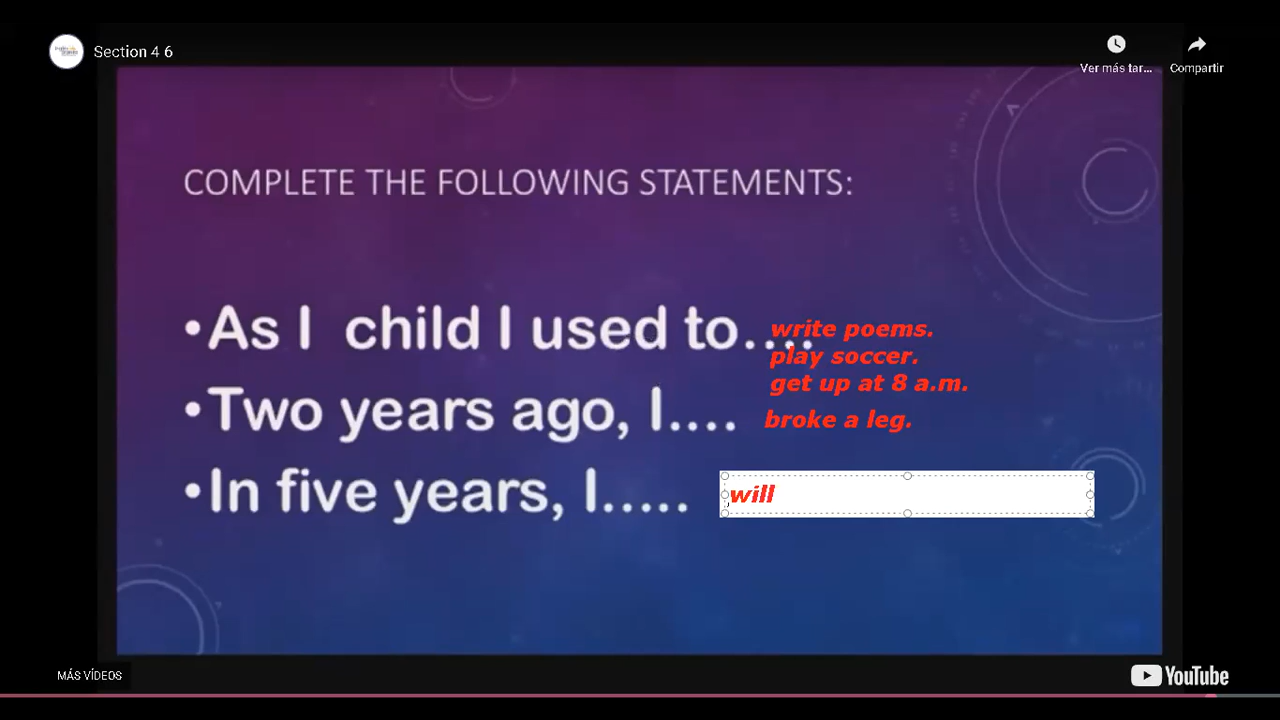 Section 4 6
Ver más tar...
Compartir
COMPLETE THE FOLLOWING STATEMENTS:
•As I child I used to....
write poems.
play soccer.
get up at 8 a.m.
•Two years ago, I....
broke a leg.
•In five years, I.....
will
MÁS VÍDEOS
YouTube